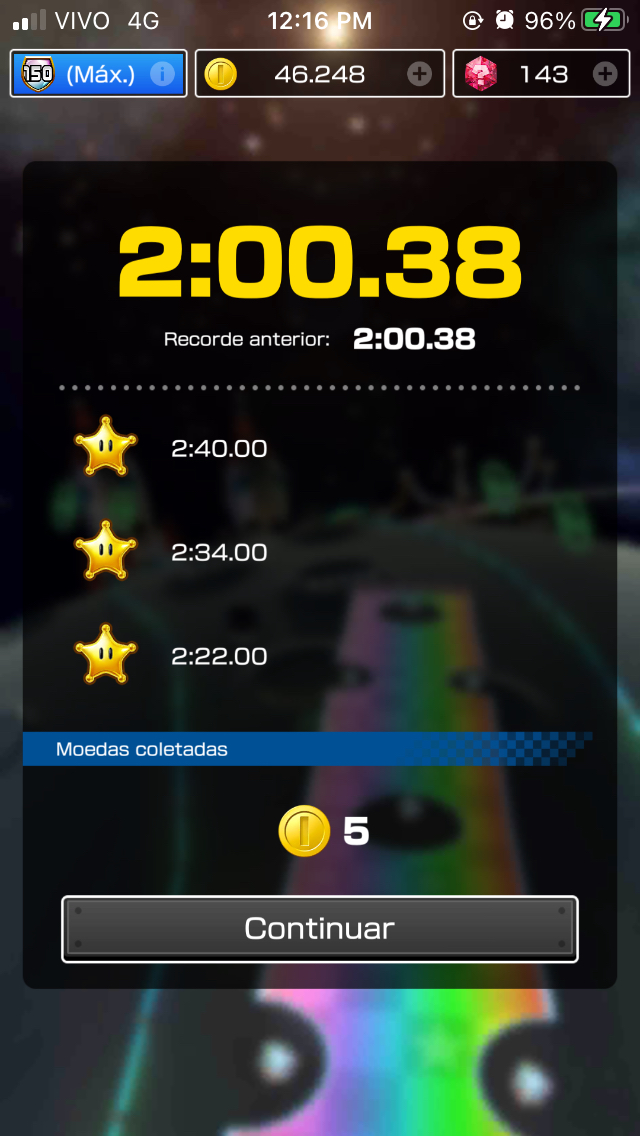 VIVO 4G 12:16 PM 96%
150 (Máx.) i 46.248 + ? 143 +
2:00.38
Recorde anterior: 2:00.38
2:40.00
2:34.00
2:22.00
Moedas coletadas
5
Continuar